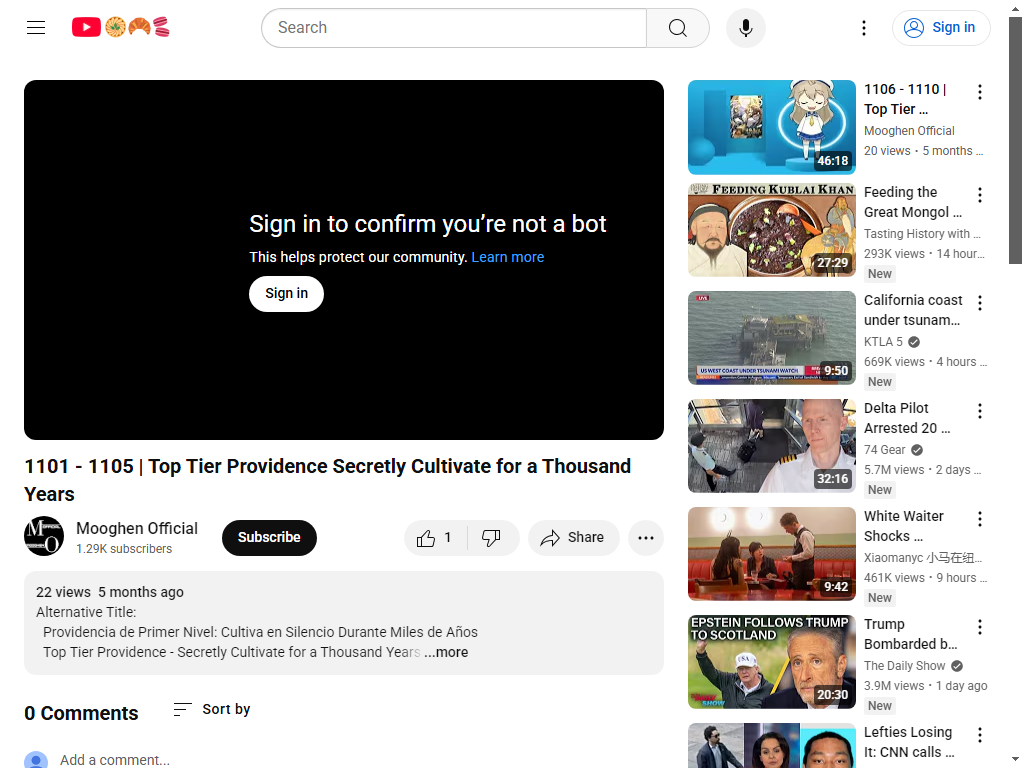 Search
Sign in
Sign in to confirm you’re not a bot
This helps protect our community. Learn more
Sign in
1101 - 1105 | Top Tier Providence Secretly Cultivate for a Thousand
Years
Mooghen Official
1.29K subscribers
Subscribe
1
Share
22 views 5 months ago
Alternative Title:
Providencia de Primer Nivel: Cultiva en Silencio Durante Miles de Años
Top Tier Providence - Secretly Cultivate for a Thousand Years ...more
0 Comments
Sort by
Add a comment...
46:18
1106 - 1110 |
Top Tier ...
Mooghen Official
20 views • 5 months ...
FEEDING KUBLAI KHAN
27:29
Feeding the
Great Mongol ...
Tasting History with ...
293K views • 14 hour...
New
LIVE
US WEST COAST UNDER TSUNAMI WATCH
9:50
California coast
under tsunam...
KTLA 5
669K views • 4 hours ...
New
32:16
Delta Pilot
Arrested 20 ...
74 Gear
5.7M views • 2 days ...
New
9:42
White Waiter
Shocks ...
Xiaomanyc 小马在纽...
461K views • 9 hours ...
New
EPSTEIN FOLLOWS TRUMP
TO SCOTLAND
USA
20:30
Trump
Bombarded b...
The Daily Show
3.9M views • 1 day ago
New
Lefties Losing
It: CNN calls ...